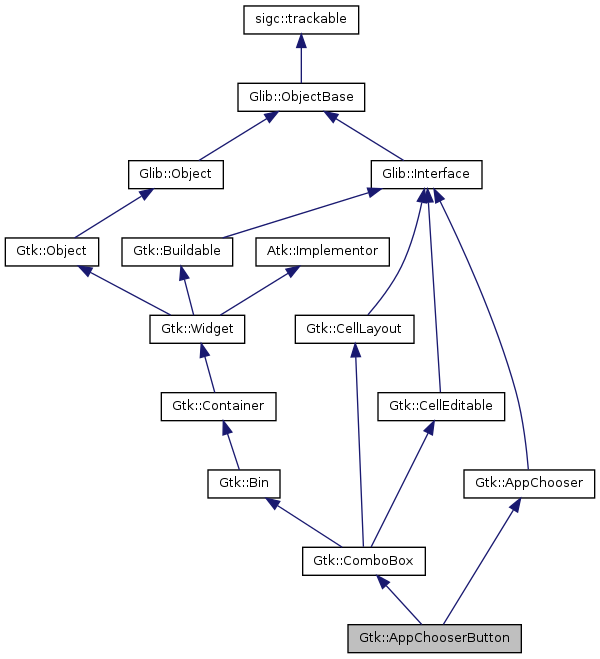 sigc::trackable
Glib::ObjectBase
Glib::Object
Glib::Interface
Gtk::Object
Gtk::Buildable
Atk::Implementor
Gtk::Widget
Gtk::CellLayout
Gtk::Container
Gtk::CellEditable
Gtk::Bin
Gtk::AppChooser
Gtk::ComboBox
Gtk::AppChooserButton